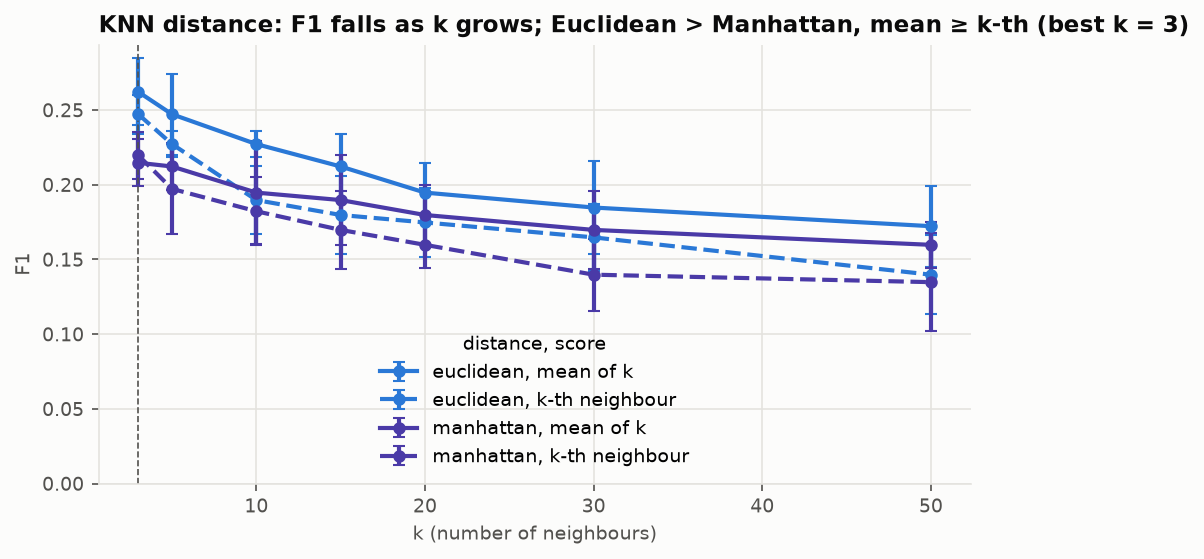 KNN distance: F1 falls as k grows; Euclidean > Manhattan, mean ≥ k-th (best k = 3)
0.25
0.20
0.15
0.10
0.05
0.00
F1
distance, score
euclidean, mean of k
euclidean, k-th neighbour
manhattan, mean of k
manhattan, k-th neighbour
10 20 30 40 50
k (number of neighbours)